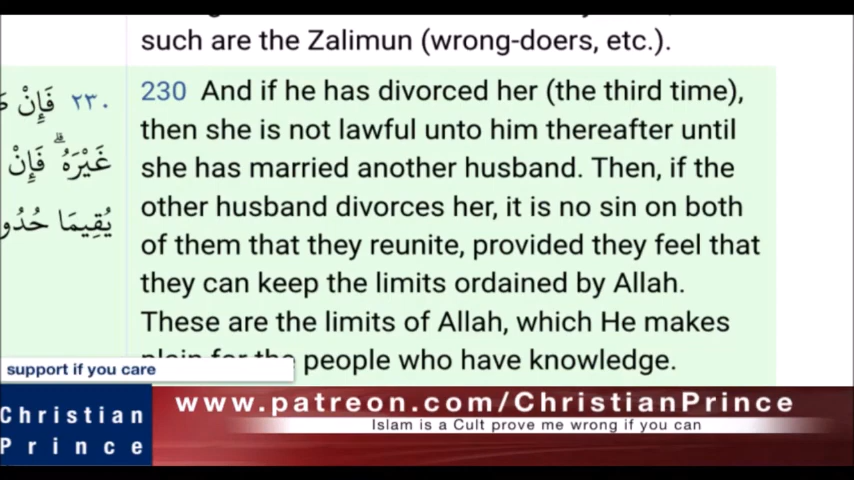 such are the Zalimun (wrong-doers, etc.).
230 And if he has divorced her (the third time),
then she is not lawful unto him thereafter until
she has married another husband. Then, if the
other husband divorces her, it is no sin on both
of them that they reunite, provided they feel that
they can keep the limits ordained by Allah.
These are the limits of Allah, which He makes
plain for the people who have knowledge.
٢٣٠ فَإِنْ
غَيْرَهُ ۗ فَإِنْ
يُقِيمَا
support if you care
Christian
Prince
www.patreon.com/ChristianPrince
Islam is a Cult prove me wrong if you can